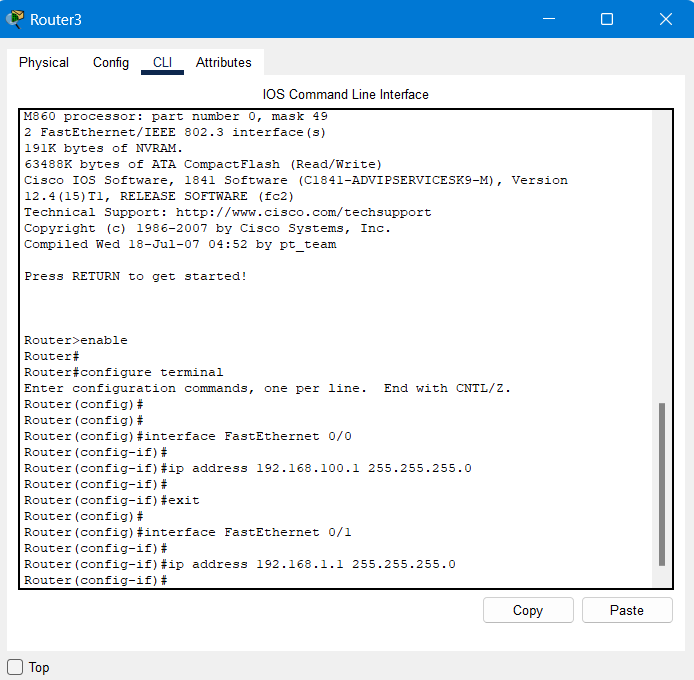 Router3
Physical Config CLI Attributes
IOS Command Line Interface
M860 processor: part number 0, mask 49
2 FastEthernet/IEEE 802.3 interface(s)
191K bytes of NVRAM.
63488K bytes of ATA CompactFlash (Read/Write)
Cisco IOS Software, 1841 Software (C1841-ADVIPSERVICESK9-M), Version
12.4(15)T1, RELEASE SOFTWARE (fc2)
Technical Support: http://www.cisco.com/techsupport
Copyright (c) 1986-2007 by Cisco Systems, Inc.
Compiled Wed 18-Jul-07 04:52 by pt_team
Press RETURN to get started!
Router>enable
Router#
Router#configure terminal
Enter configuration commands, one per line.  End with CNTL/Z.
Router(config)#
Router(config)#
Router(config)#interface FastEthernet 0/0
Router(config-if)#
Router(config-if)#ip address 192.168.100.1 255.255.255.0
Router(config-if)#
Router(config-if)#exit
Router(config)#
Router(config)#interface FastEthernet 0/1
Router(config-if)#
Router(config-if)#ip address 192.168.1.1 255.255.255.0
Router(config-if)#
Copy Paste
Top